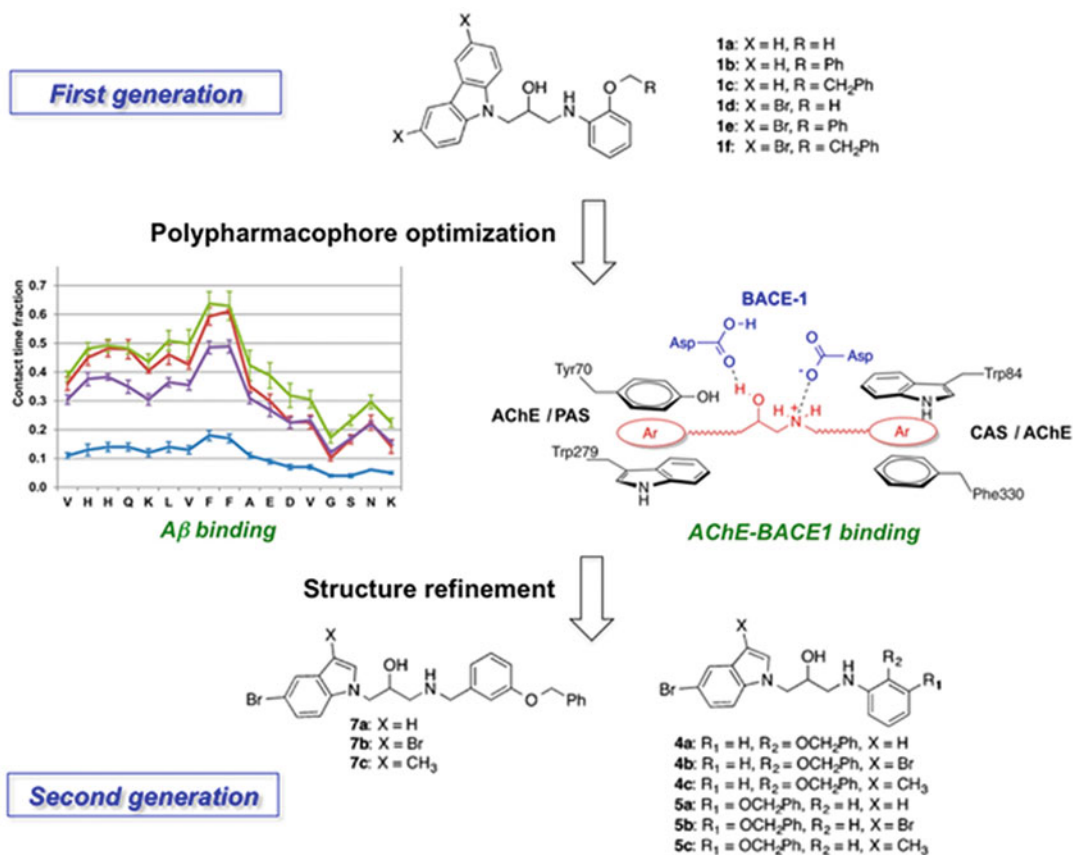 First generation
X
X
N
OH
H
N
O
R
1a: X = H, R = H
1b: X = H, R = Ph
1c: X = H, R = CH₂Ph
1d: X = Br, R = H
1e: X = Br, R = Ph
1f: X = Br, R = CH₂Ph
Polypharmacophore optimization
Contact time fraction
0.7
0.6
0.5
0.4
0.3
0.2
0.1
0.0
V H H Q K L V F F A E D V G S N K
Aβ binding
BACE-1
Asp
O-H
O
O
O
-
Asp
Tyr70
OH
AChE / PAS
Ar
H
O
H
N
+
H
Ar
Trp84
N
H
CAS / AChE
Trp279
N
H
Phe330
AChE-BACE1 binding
Structure refinement
X
Br
N
OH
H
N
O
Ph
7a: X = H
7b: X = Br
7c: X = CH₃
X
Br
N
OH
H
N
R₂
R₁
4a: R₁ = H, R₂ = OCH₂Ph, X = H
4b: R₁ = H, R₂ = OCH₂Ph, X = Br
4c: R₁ = H, R₂ = OCH₂Ph, X = CH₃
5a: R₁ = OCH₂Ph, R₂ = H, X = H
5b: R₁ = OCH₂Ph, R₂ = H, X = Br
5c: R₁ = OCH₂Ph, R₂ = H, X = CH₃
Second generation